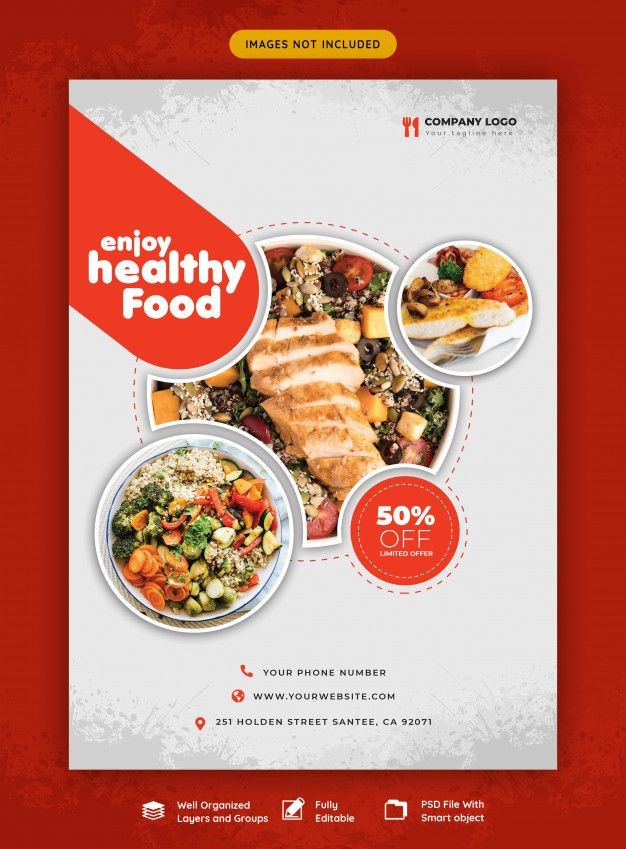 IMAGES NOT INCLUDED
COMPANY LOGO
Your tagline here
enjoy
healthy
Food
50%
OFF
LIMITED OFFER
YOUR PHONE NUMBER
WWW.YOURWEBSITE.COM
251 HOLDEN STREET SANTEE, CA 92071
Well Organized
Layers and Groups
Fully
Editable
PSD File With
Smart object